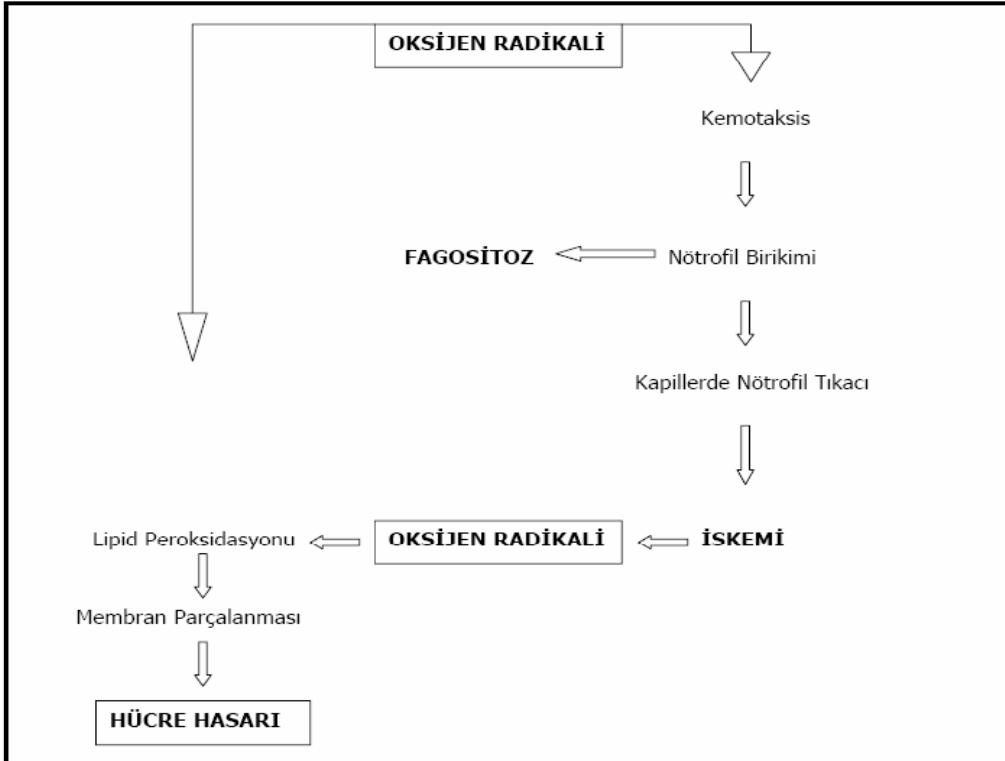 OKSİJEN RADİKALİ
Kemotaksis
FAGOSİTOZ
Nötrofil Birikimi
Kapillerde Nötrofil Tıkacı
Lipid Peroksidasyonu
OKSİJEN RADİKALİ
İSKEMİ
Membran Parçalanması
HÜCRE HASARI